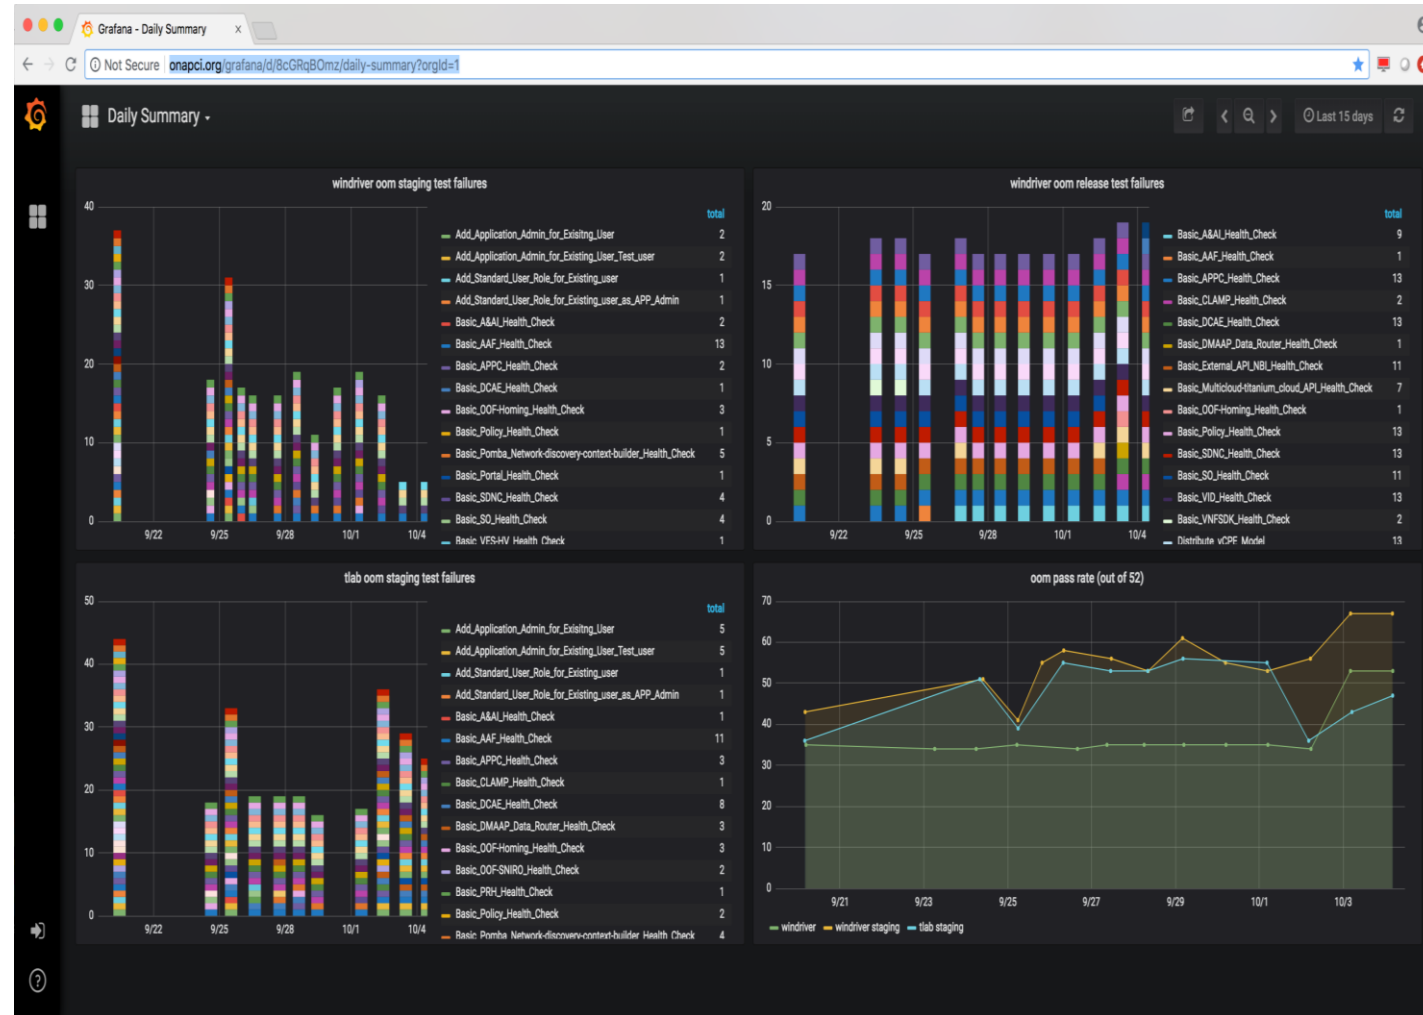 Grafana - Daily Summary
Not Secure onapci.org/grafana/d/8cGRqBOmz/daily-summary?orgId=1
Daily Summary
Last 15 days
windriver oom staging test failures
40
30
20
10
0
9/22 9/25 9/28 10/1 10/4
total
Add_Application_Admin_for_Exisitng_User 2
Add_Application_Admin_for_Existing_User_Test_user 2
Add_Standard_User_Role_for_Existing_user 1
Add_Standard_User_Role_for_Existing_user_as_APP_Admin 1
Basic_A&AI_Health_Check 2
Basic_AAF_Health_Check 13
Basic_APPC_Health_Check 2
Basic_DCAE_Health_Check 1
Basic_OOF-Homing_Health_Check 3
Basic_Policy_Health_Check 1
Basic_Pomba_Network-discovery-context-builder_Health_Check 5
Basic_Portal_Health_Check 1
Basic_SDNC_Health_Check 4
Basic_SO_Health_Check 4
Basic_VES-HV_Health_Check 1
windriver oom release test failures
20
15
10
5
0
9/22 9/25 9/28 10/1 10/4
total
Basic_A&AI_Health_Check 9
Basic_AAF_Health_Check 1
Basic_APPC_Health_Check 13
Basic_CLAMP_Health_Check 2
Basic_DCAE_Health_Check 13
Basic_DMAAP_Data_Router_Health_Check 1
Basic_External_API_NBI_Health_Check 11
Basic_Multicloud-titanium_cloud_API_Health_Check 7
Basic_OOF-Homing_Health_Check 1
Basic_Policy_Health_Check 13
Basic_SDNC_Health_Check 13
Basic_SO_Health_Check 11
Basic_VID_Health_Check 13
Basic_VNFSDK_Health_Check 2
Distribute_vCPE_Model 13
tlab oom staging test failures
50
40
30
20
10
0
9/22 9/25 9/28 10/1 10/4
total
Add_Application_Admin_for_Exisitng_User 5
Add_Application_Admin_for_Existing_User_Test_user 5
Add_Standard_User_Role_for_Existing_user 1
Add_Standard_User_Role_for_Existing_user_as_APP_Admin 1
Basic_A&AI_Health_Check 1
Basic_AAF_Health_Check 11
Basic_APPC_Health_Check 3
Basic_CLAMP_Health_Check 1
Basic_DCAE_Health_Check 8
Basic_DMAAP_Data_Router_Health_Check 3
Basic_OOF-Homing_Health_Check 3
Basic_OOF-SNIRO_Health_Check 2
Basic_PRH_Health_Check 1
Basic_Policy_Health_Check 2
Basic_Pomba_Network-discovery-context-builder_Health_Check 4
oom pass rate (out of 52)
70
60
50
40
30
20
10
0
9/21 9/23 9/25 9/27 9/29 10/1 10/3
windriver windriver staging tlab staging